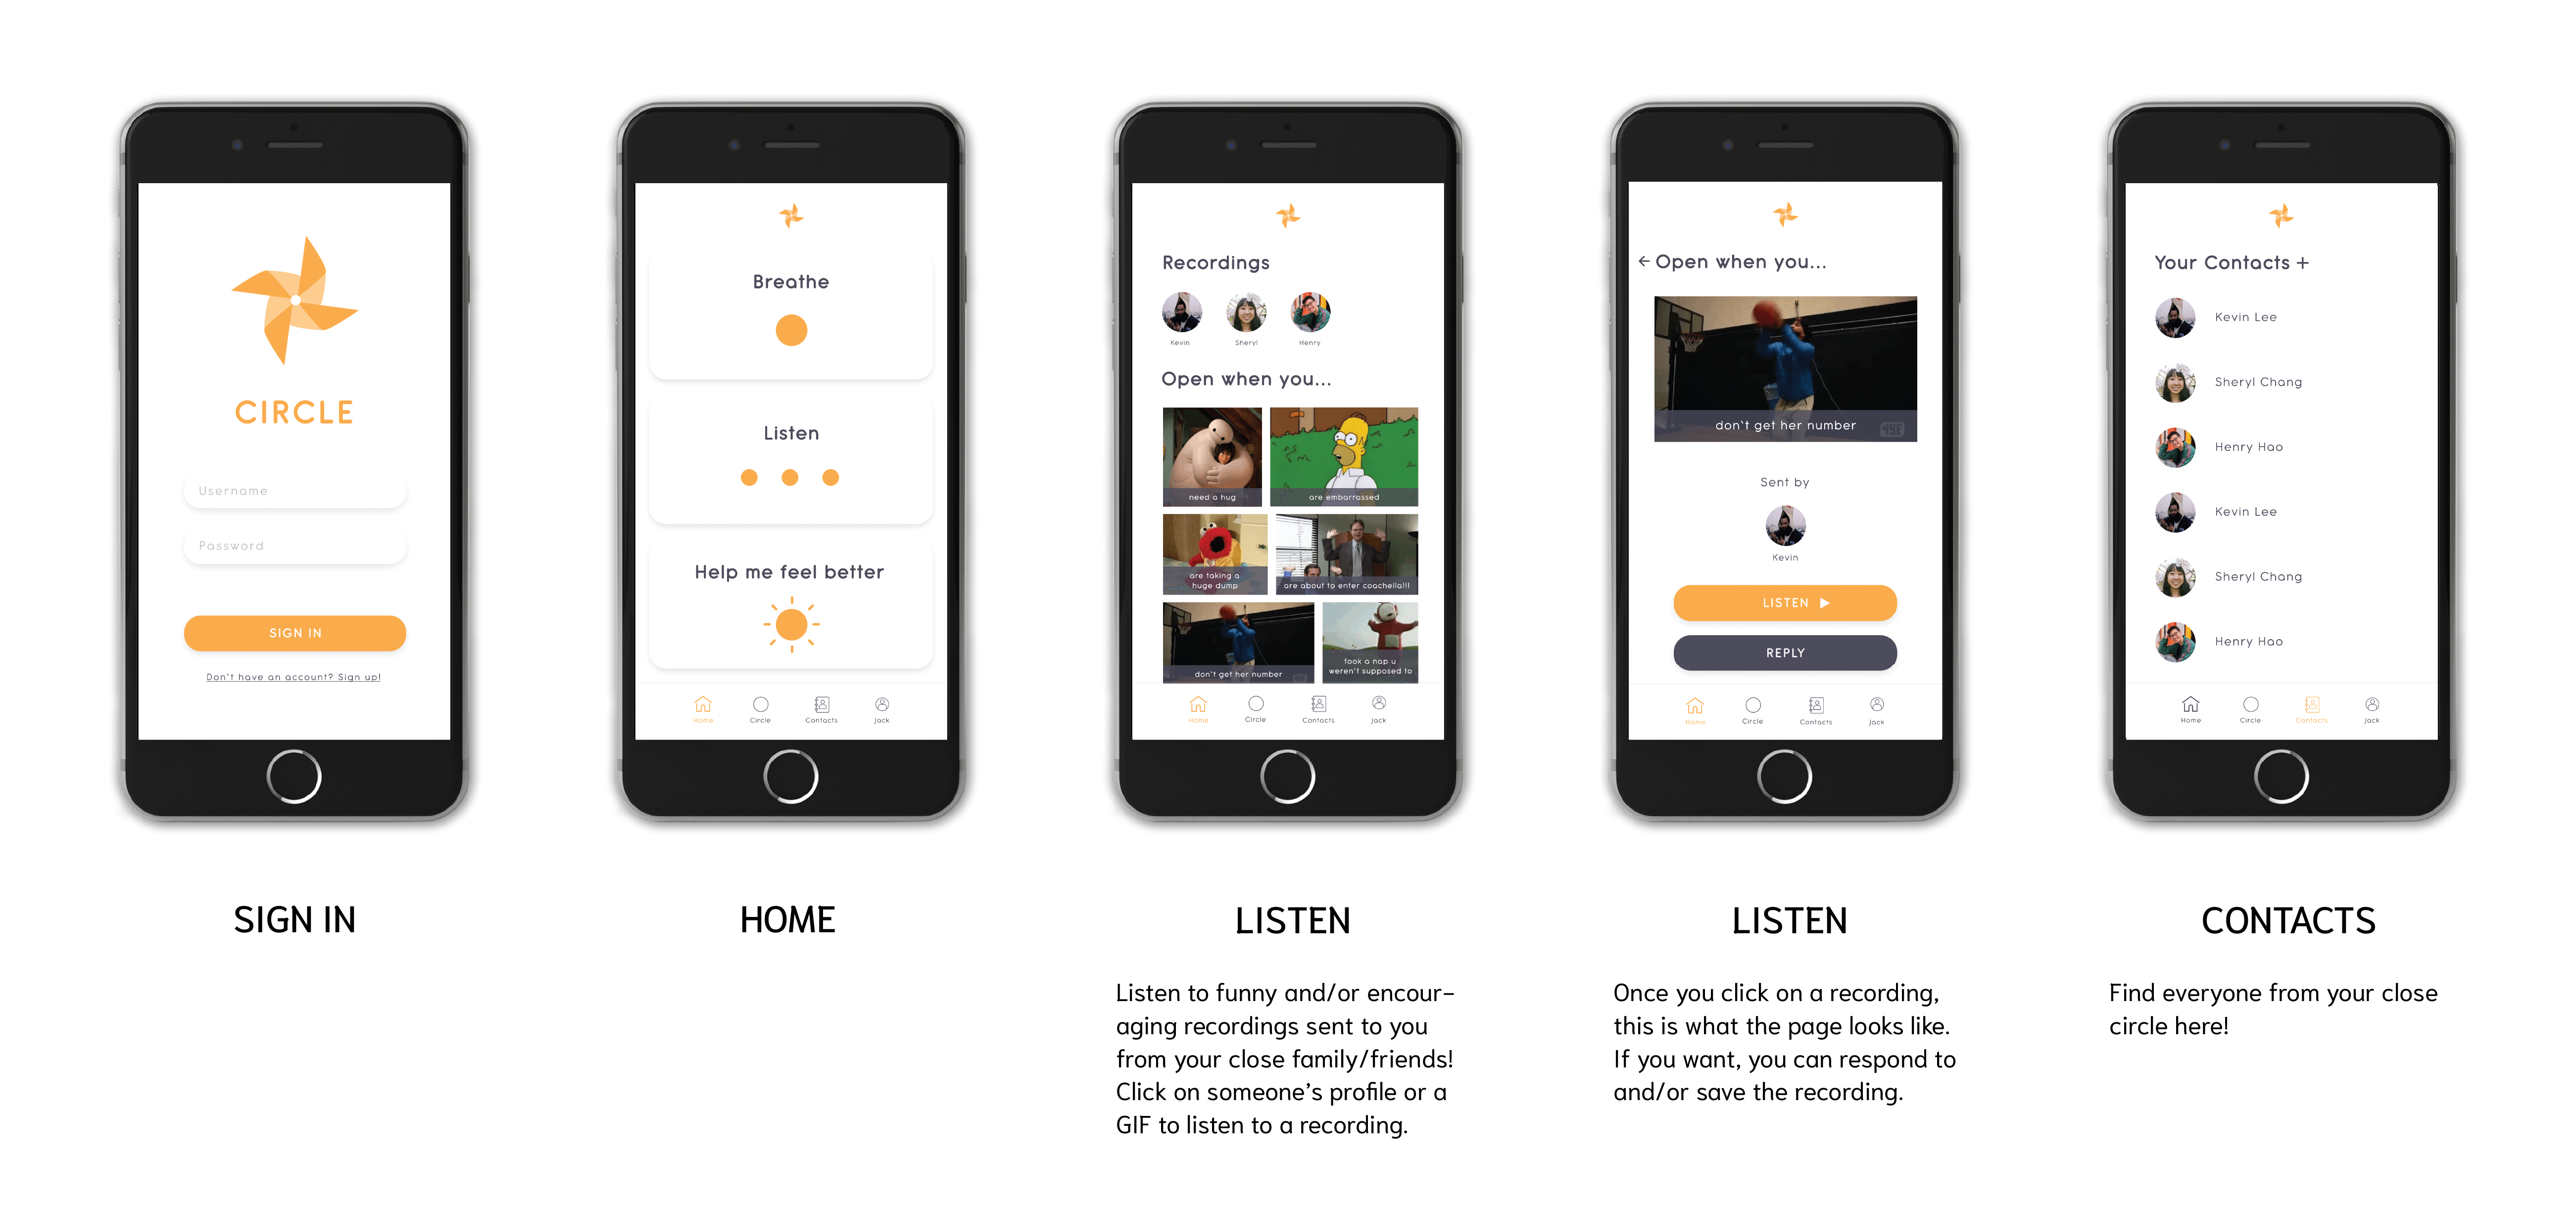 CIRCLE
Username
Password
SIGN IN
Don't have an account? Sign up!
SIGN IN
Breathe
Listen
Help me feel better
Home
Circle
Contacts
Jack
HOME
Recordings
Kevin
Sheryl
Henry
Open when you...
need a hug
are embarrassed
are taking a
huge dump
are about to enter coachella!!!
don't get her number
took a nap u
weren't supposed to
Home
Circle
Contacts
Jack
LISTEN
Listen to funny and/or encour-
aging recordings sent to you
from your close family/friends!
Click on someone's profile or a
GIF to listen to a recording.
← Open when you...
don't get her number
Sent by
Kevin
LISTEN
REPLY
Home
Circle
Contacts
Jack
LISTEN
Once you click on a recording,
this is what the page looks like.
If you want, you can respond to
and/or save the recording.
Your Contacts +
Kevin Lee
Sheryl Chang
Henry Hao
Kevin Lee
Sheryl Chang
Henry Hao
Home
Circle
Contacts
Jack
CONTACTS
Find everyone from your close
circle here!